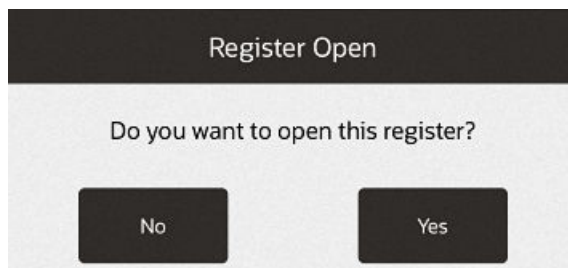 Register Open
Do you want to open this register?
No
Yes